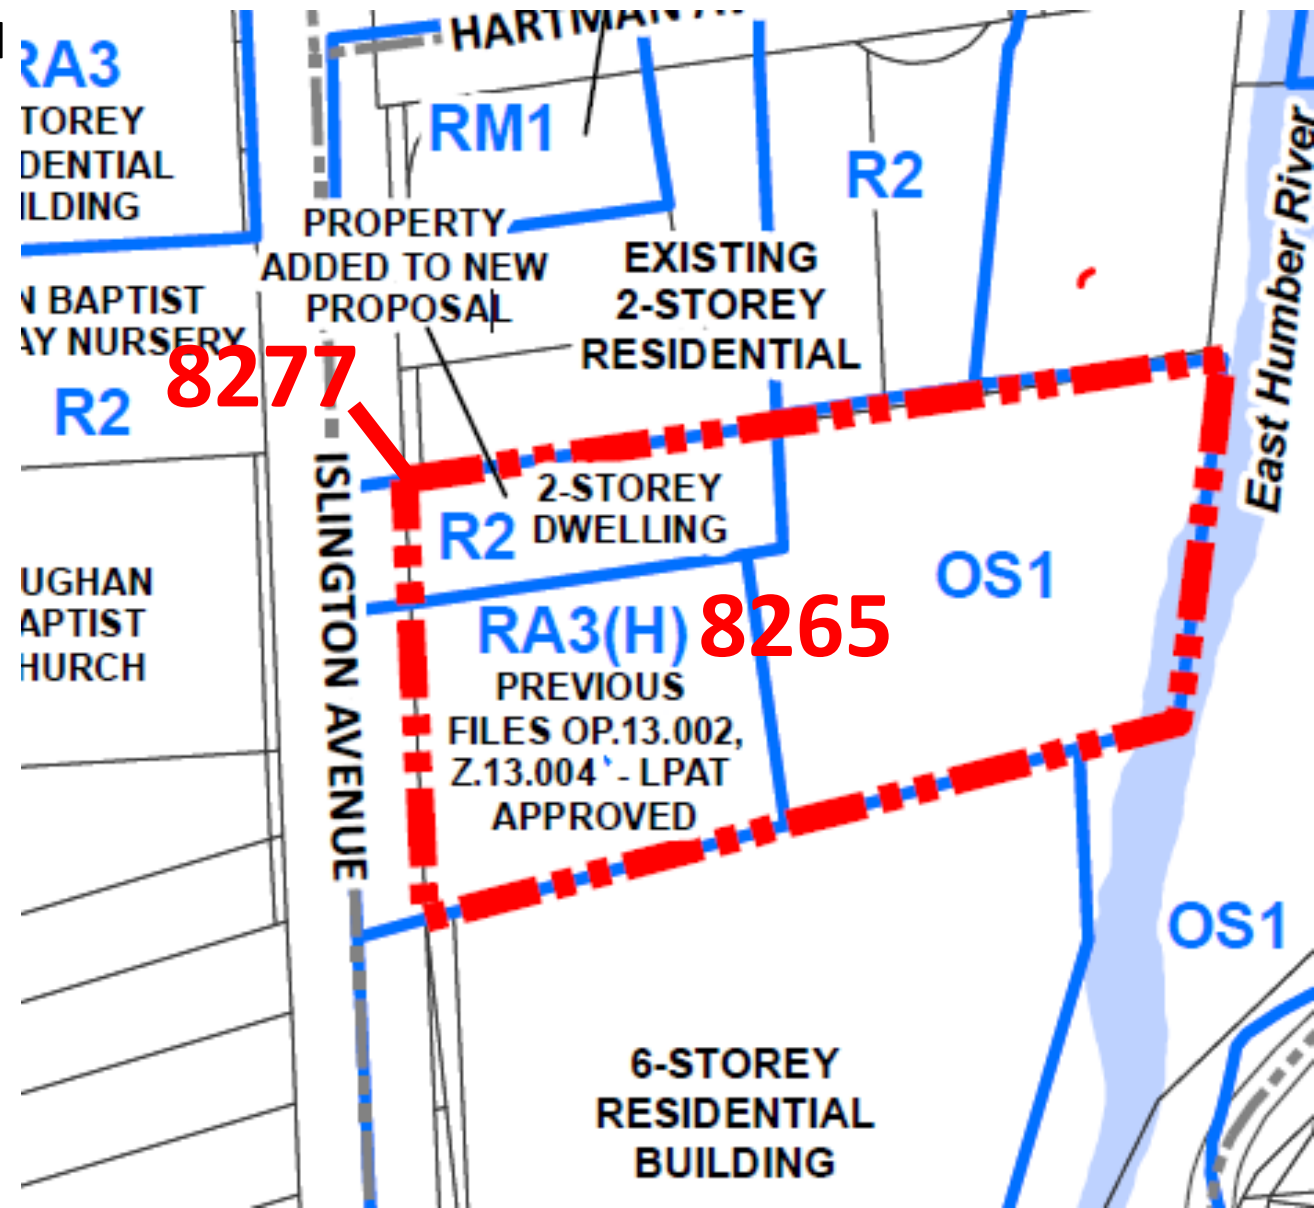 HARTMAN
RA3
TOREY
DENTIAL
ILDING
RM1
R2
PROPERTY
ADDED TO NEW
PROPOSAL
EXISTING
2-STOREY
RESIDENTIAL
East Humber River
N BAPTIST
AY NURSERY
8277
R2
ISLINGTON AVENUE
2-STOREY
DWELLING
R2
OS1
UGHAN
APTIST
HURCH
RA3(H)
8265
PREVIOUS
FILES OP.13.002,
Z.13.004 - LPAT
APPROVED
OS1
6-STOREY
RESIDENTIAL
BUILDING